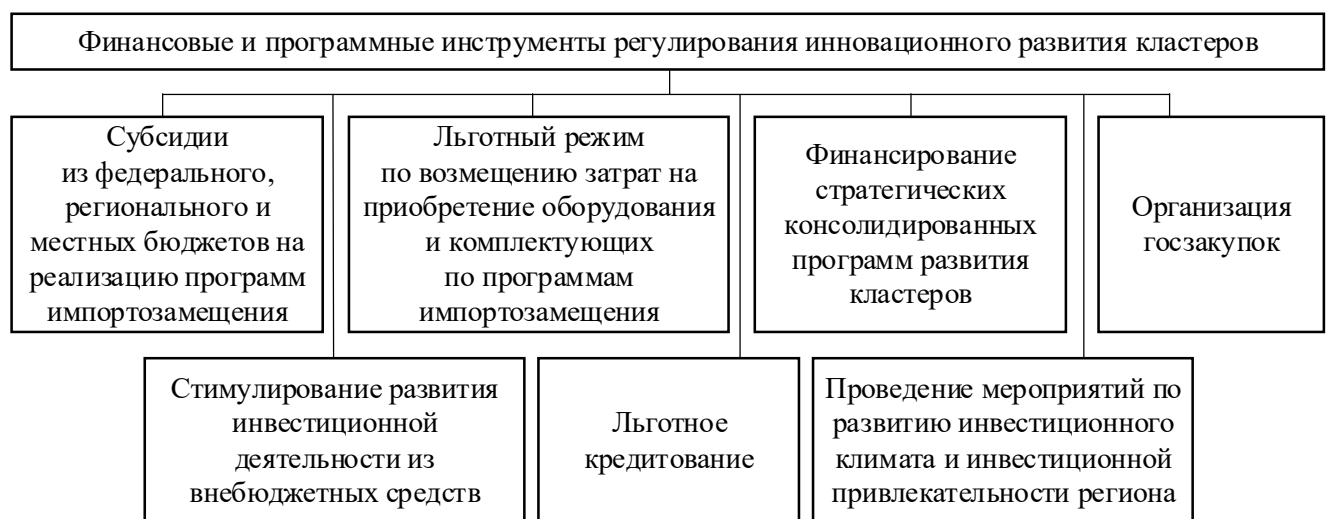 Финансовые и программные инструменты регулирования инновационного развития кластеров
Субсидии
из федерального,
регионального и
местных бюджетов на
реализацию программ
импортозамещения
Льготный режим
по возмещению затрат на
приобретение оборудования
и комплектующих
по программам
импортозамещения
Финансирование
стратегических
консолидированных
программ развития
кластеров
Организация
госзакупок
Стимулирование развития
инвестиционной
деятельности из
внебюджетных средств
Льготное
кредитование
Проведение мероприятий по
развитию инвестиционного
климата и инвестиционной
привлекательности региона